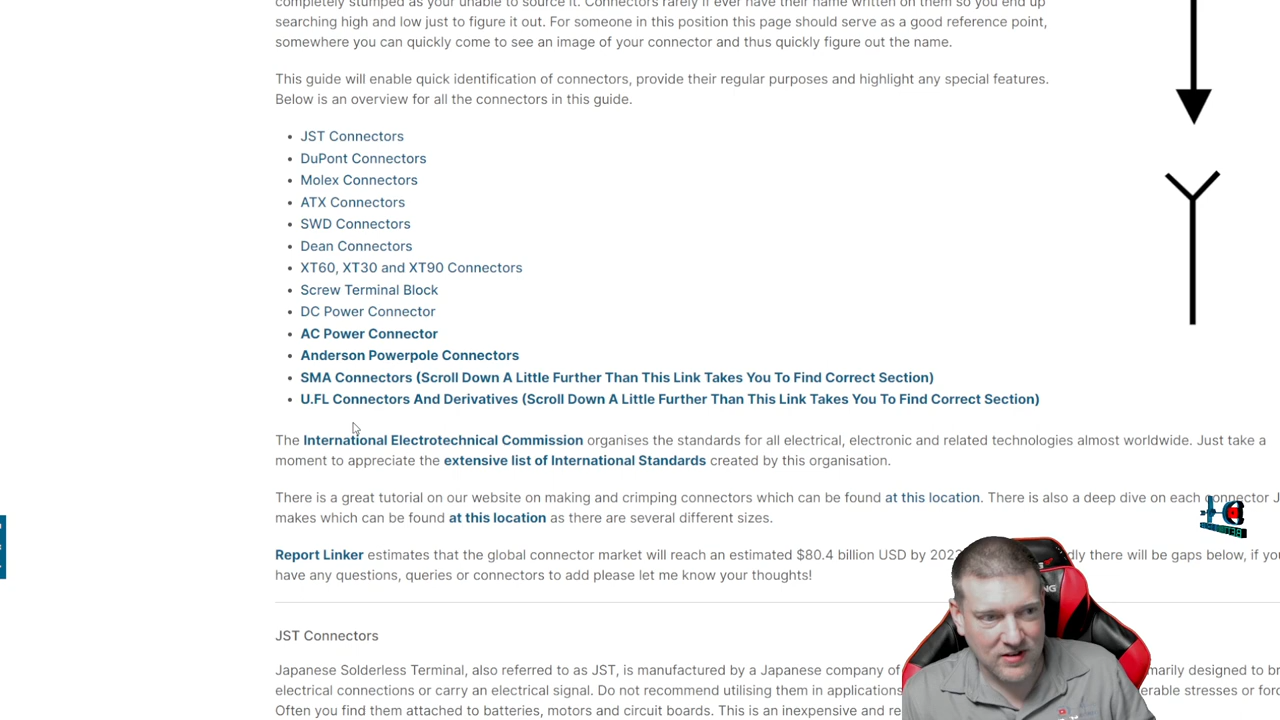 completely stumped as your unable to source it. Connectors rarely if ever have their name written on them so you end up
searching high and low just to figure it out. For someone in this position this page should serve as a good reference point,
somewhere you can quickly come to see an image of your connector and thus quickly figure out the name.
This guide will enable quick identification of connectors, provide their regular purposes and highlight any special features.
Below is an overview for all the connectors in this guide.
JST Connectors
DuPont Connectors
Molex Connectors
ATX Connectors
SWD Connectors
Dean Connectors
XT60, XT30 and XT90 Connectors
Screw Terminal Block
DC Power Connector
AC Power Connector
Anderson Powerpole Connectors
SMA Connectors (Scroll Down A Little Further Than This Link Takes You To Find Correct Section)
U.FL Connectors And Derivatives (Scroll Down A Little Further Than This Link Takes You To Find Correct Section)
The International Electrotechnical Commission organises the standards for all electrical, electronic and related technologies almost worldwide. Just take a
moment to appreciate the extensive list of International Standards created by this organisation.
There is a great tutorial on our website on making and crimping connectors which can be found at this location. There is also a deep dive on each connector J
makes which can be found at this location as there are several different sizes.
Report Linker estimates that the global connector market will reach an estimated $80.4 billion USD by there will be gaps below, if you
have any questions, queries or connectors to add please let me know your thoughts!
JST Connectors
Japanese Solderless Terminal, also referred to as JST, is manufactured by a Japanese company of designed to
electrical connections or carry an electrical signal. Do not recommend utilising them in applications stresses or
Often you find them attached to batteries, motors and circuit boards. This is an inexpensive and